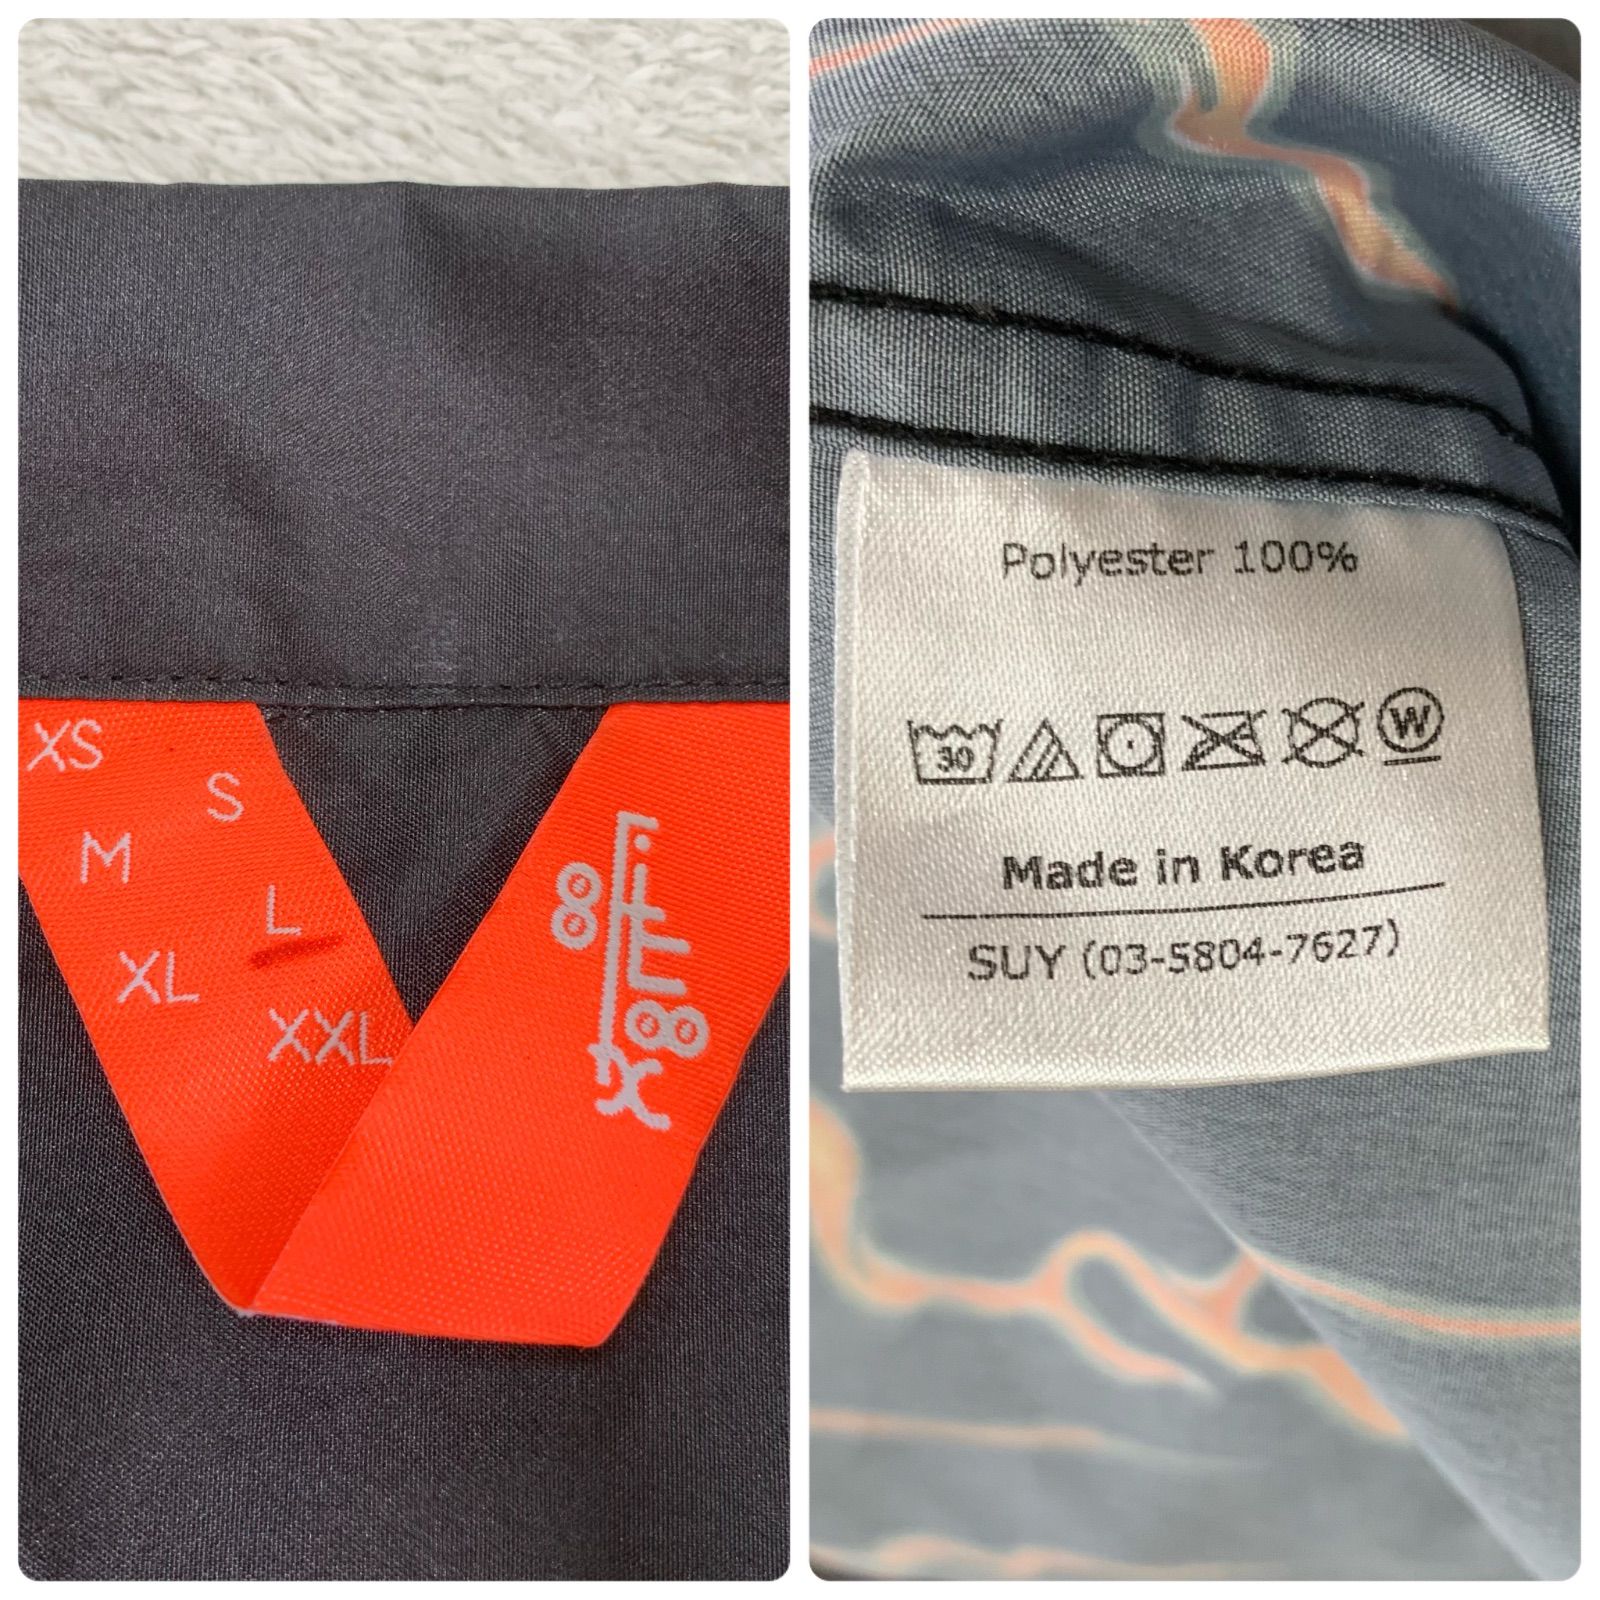 XS
S
M
L
XL
XXL
Polyester 100%
30
W
Made in Korea
SUY (03-5804-7627)